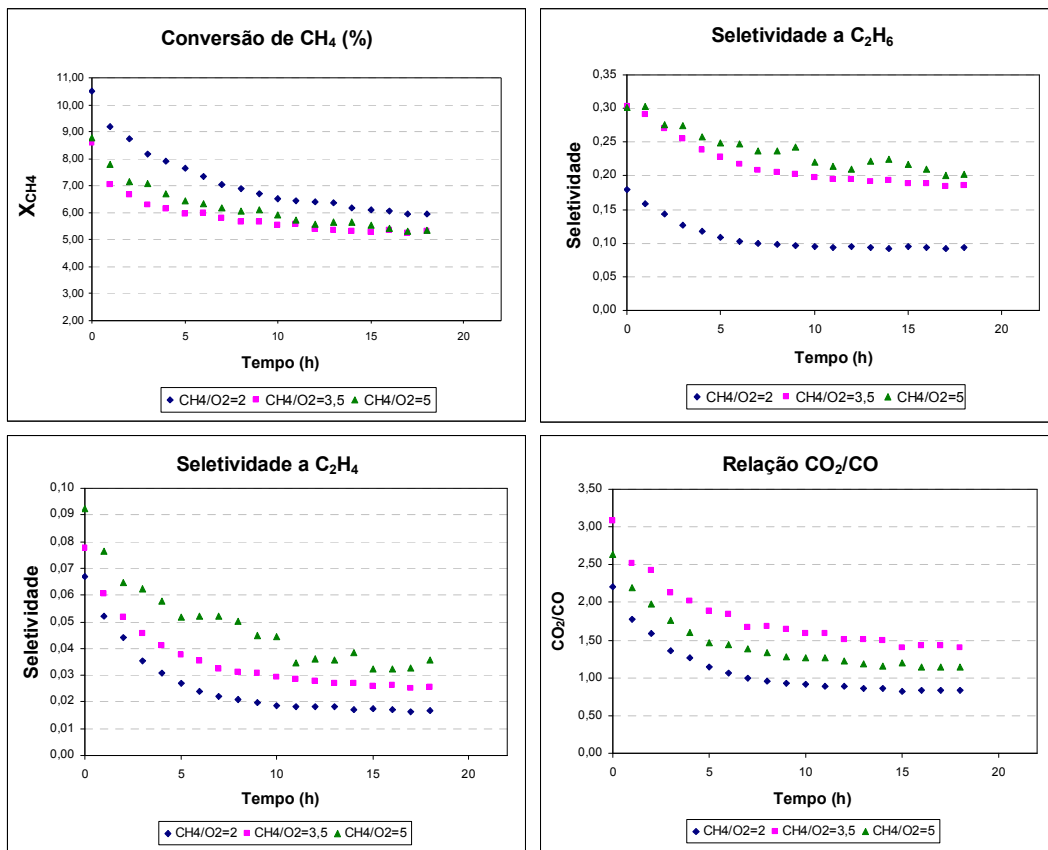 Conversão de CH₄ (%)
11,00
10,00
9,00
8,00
7,00
6,00
5,00
4,00
3,00
2,00
XCH4
0 5 10 15 20
Tempo (h)
CH4/O2=2 CH4/O2=3,5 CH4/O2=5
Seletividade a C₂H₆
0,35
0,30
0,25
0,20
0,15
0,10
0,05
0,00
Seletividade
0 5 10 15 20
Tempo (h)
CH4/O2=2 CH4/O2=3,5 CH4/O2=5
Seletividade a C₂H₄
0,10
0,09
0,08
0,07
0,06
0,05
0,04
0,03
0,02
0,01
0,00
Seletividade
0 5 10 15 20
Tempo (h)
CH4/O2=2 CH4/O2=3,5 CH4/O2=5
Relação CO₂/CO
3,50
3,00
2,50
2,00
1,50
1,00
0,50
0,00
CO₂/CO
0 5 10 15 20
Tempo (h)
CH4/O2=2 CH4/O2=3,5 CH4/O2=5